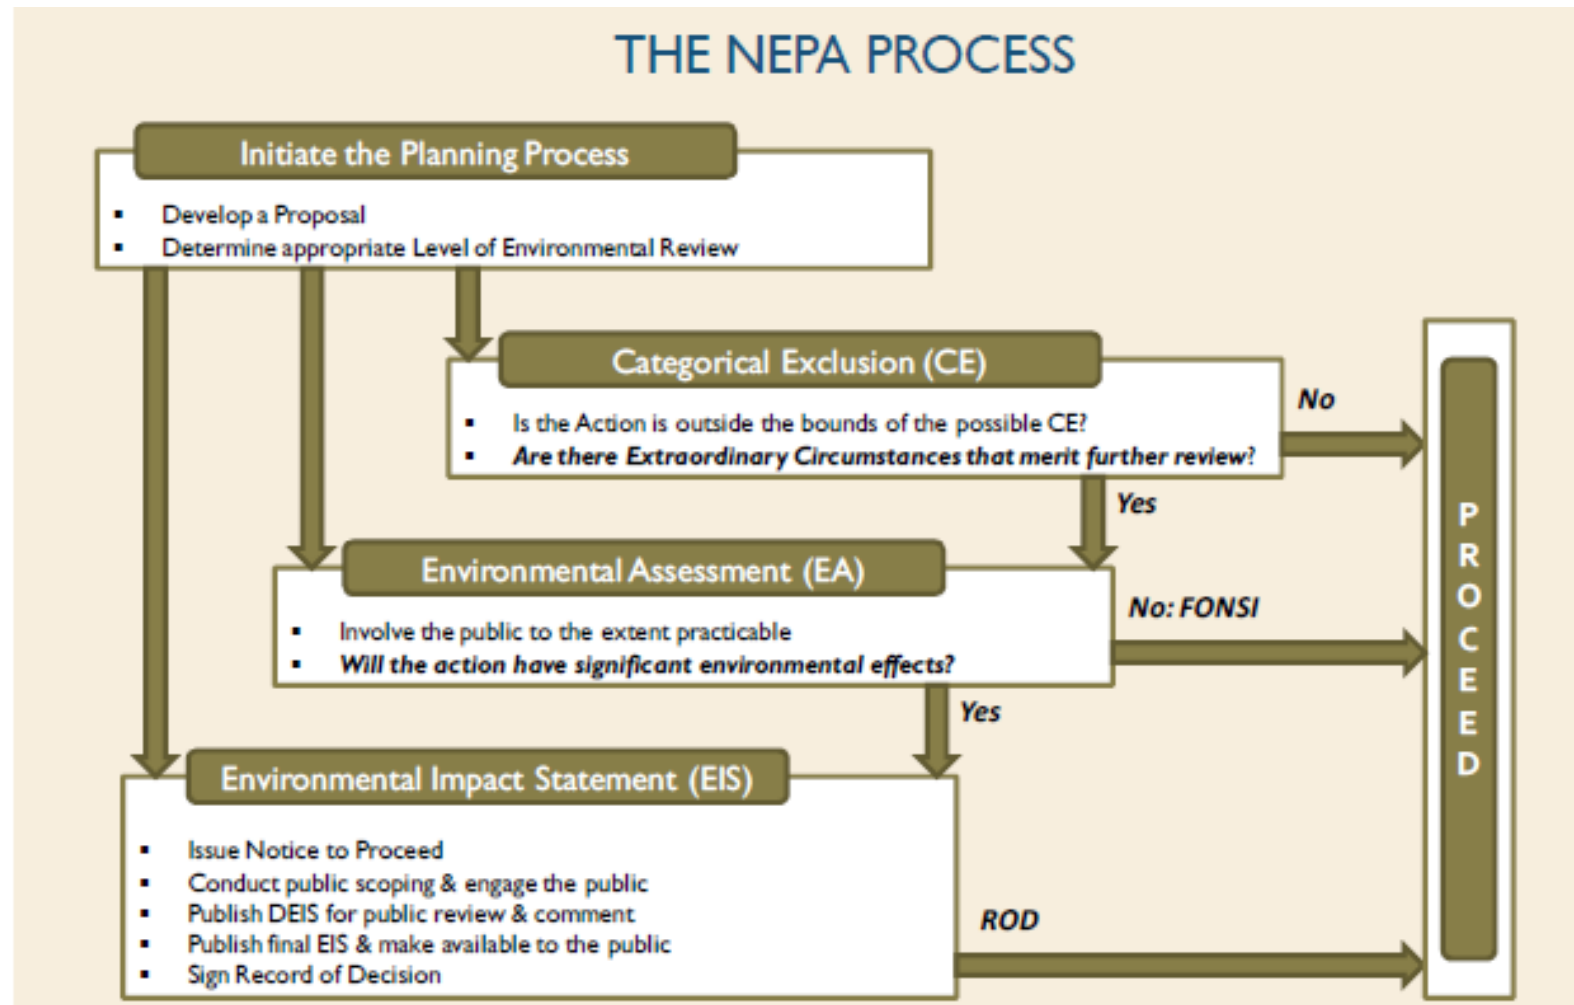 THE NEPA PROCESS
Initiate the Planning Process
▪ Develop a Proposal
▪ Determine appropriate Level of Environmental Review
Categorical Exclusion (CE)
▪ Is the Action is outside the bounds of the possible CE?
▪ Are there Extraordinary Circumstances that merit further review?
No
Yes
Environmental Assessment (EA)
▪ Involve the public to the extent practicable
▪ Will the action have significant environmental effects?
No: FONSI
Yes
Environmental Impact Statement (EIS)
▪ Issue Notice to Proceed
▪ Conduct public scoping & engage the public
▪ Publish DEIS for public review & comment
▪ Publish final EIS & make available to the public
▪ Sign Record of Decision
ROD
PROCEED